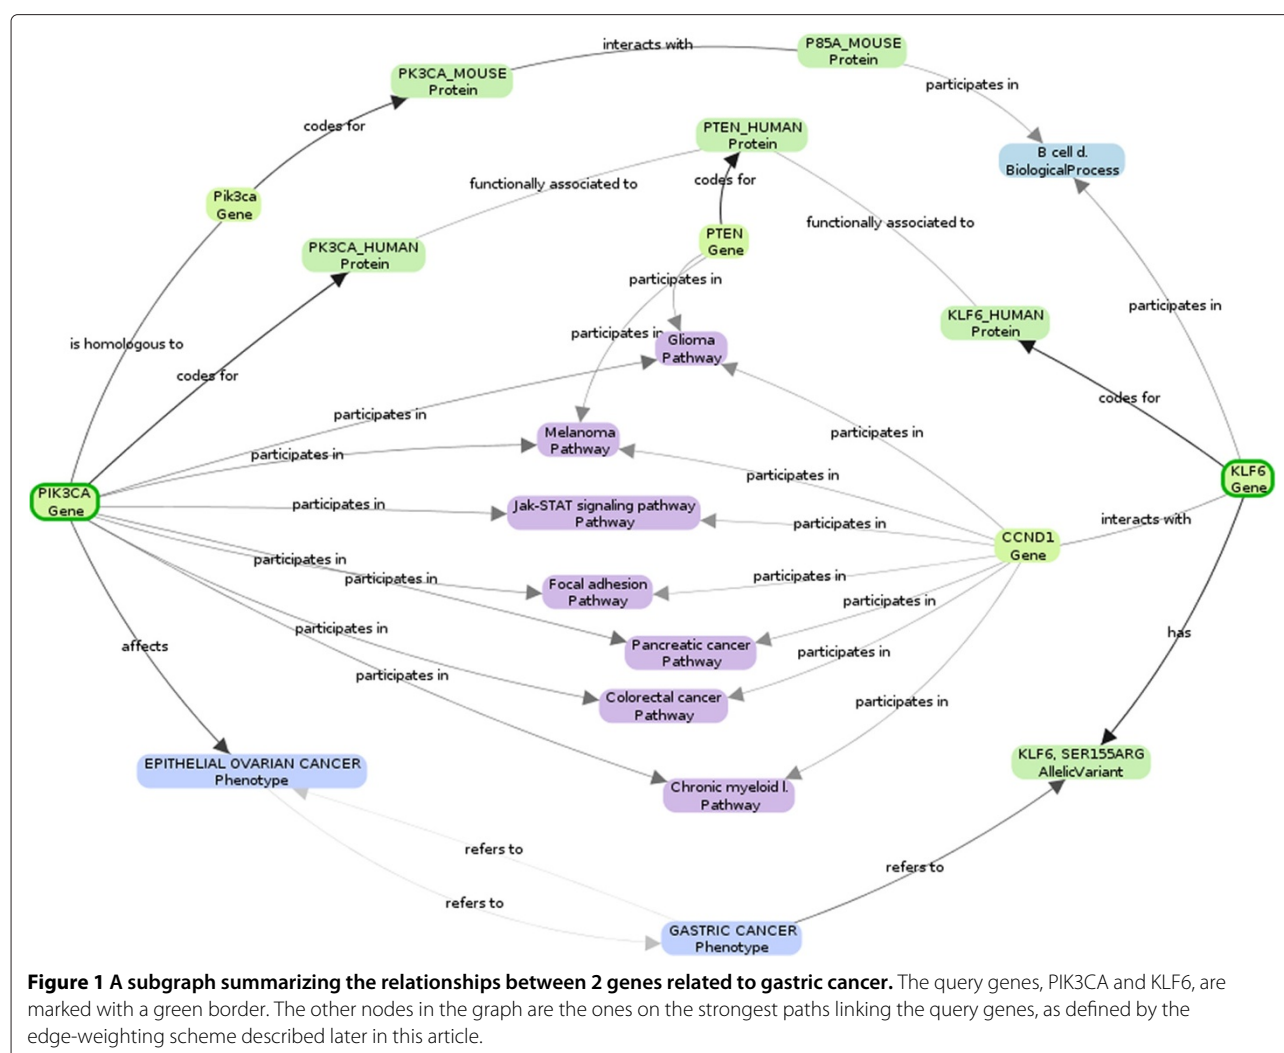 interacts with
P85A_MOUSE
Protein
PK3CA_MOUSE
Protein
participates in
codes for
PTEN_HUMAN
Protein
B cell d.
BiologicalProcess
functionally associated to
codes for
Pik3ca
Gene
functionally associated to
PTEN
Gene
PK3CA_HUMAN
Protein
participates in
participates in
KLF6_HUMAN
Protein
is homologous to
participates in
Glioma
Pathway
codes for
codes for
participates in
participates in
Melanoma
Pathway
participates in
participates in
KLF6
Gene
PIK3CA
Gene
participates in
Jak-STAT signaling pathway
Pathway
participates in
interacts with
CCND1
Gene
participates in
participates in
Focal adhesion
Pathway
participates in
participates in
participates in
Pancreatic cancer
Pathway
participates in
has
affects
participates in
Colorectal cancer
Pathway
participates in
EPITHELIAL OVARIAN CANCER
Phenotype
KLF6, SER155ARG
AllelicVariant
Chronic myeloid l.
Pathway
refers to
refers to
refers to
GASTRIC CANCER
Phenotype
Figure 1 A subgraph summarizing the relationships between 2 genes related to gastric cancer. The query genes, PIK3CA and KLF6, are
marked with a green border. The other nodes in the graph are the ones on the strongest paths linking the query genes, as defined by the
edge-weighting scheme described later in this article.